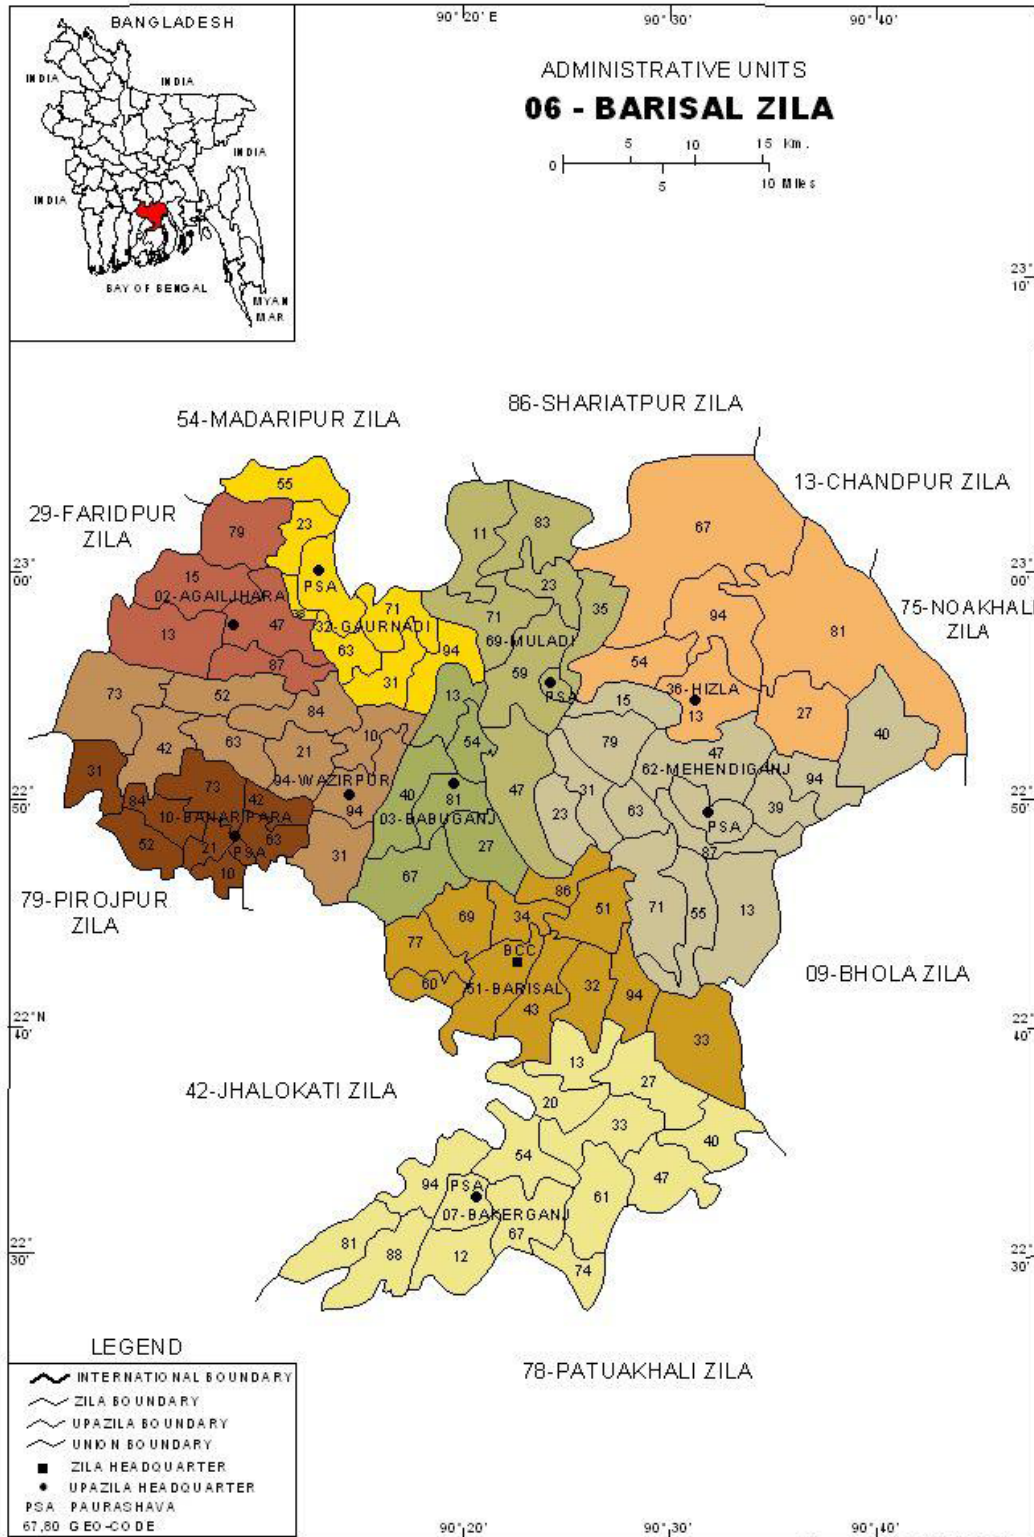 BANGLADESH
INDIA
INDIA
INDIA
INDIA
BAY OF BENGAL
MYAN
MAR
90°20' E
90°30'
90°40'
ADMINISTRATIVE UNITS
06 - BARISAL ZILA
5 10 15 Km.
0
5 10 Miles
23°
10'
86-SHARIATPUR ZILA
54-MADARIPUR ZILA
13-CHANDPUR ZILA
29-FARIDPUR
ZILA
75-NOAKHALI
ZILA
23°
00'
55
23
PSA
38
32-GAURNADI
71
63
94
31
79
15
02-AGAILJHARA
47
13
87
11
83
23
35
71
69-MULADI
59
PSA
47
67
94
81
54
36-HIZLA
13
27
73
52
84
42
63
21
10
94-WAZIRPUR
94
31
13
54
40
81
03-BABUGANJ
27
67
15
79
47
40
62-MEHENDIGANJ
94
31
23
63
39
PSA
87
71
55
13
22°
50'
22°
50'
31
84
73
42
10-BANARIPARA
52
21
PSA
63
10
79-PIROJPUR
ZILA
86
69
34
51
77
BCC
60
51-BARISAL
43
32
94
33
09-BHOLA ZILA
22°N
40'
22°
40'
42-JHALOKATI ZILA
13
27
20
33
40
54
47
94
PSA
61
07-BAKERGANJ
67
81
88
12
74
22°
30'
22°
30'
78-PATUAKHALI ZILA
LEGEND
INTERNATIONAL BOUNDARY
ZILA BOUNDARY
UPAZILA BOUNDARY
UNION BOUNDARY
ZILA HEADQUARTER
UPAZILA HEADQUARTER
PSA PAURASHAVA
67,80 GEO-CODE
90°20'
90°30'
90°40'